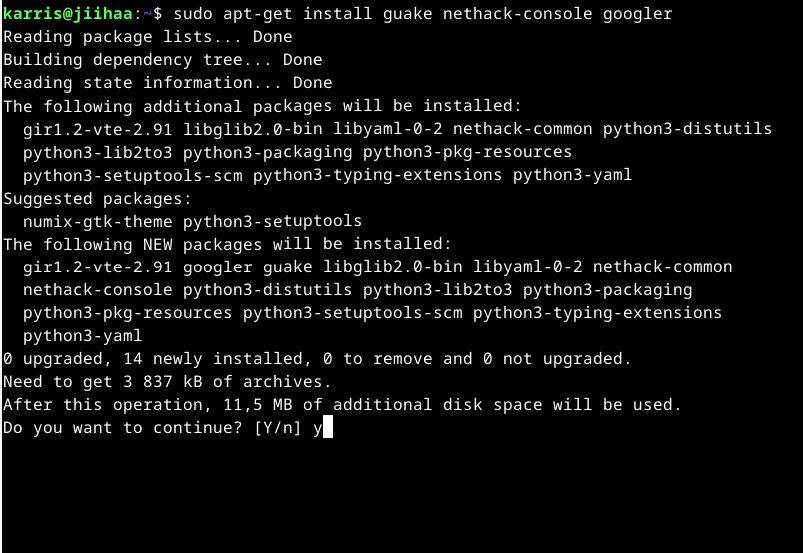 karris@jiihaa:~$ sudo apt-get install guake nethack-console googler
Reading package lists... Done
Building dependency tree... Done
Reading state information... Done
The following additional packages will be installed:
  gir1.2-vte-2.91 libglib2.0-bin libyaml-0-2 nethack-common python3-distutils
  python3-lib2to3 python3-packaging python3-pkg-resources
  python3-setuptools-scm python3-typing-extensions python3-yaml
Suggested packages:
  numix-gtk-theme python3-setuptools
The following NEW packages will be installed:
  gir1.2-vte-2.91 googler guake libglib2.0-bin libyaml-0-2 nethack-common
  nethack-console python3-distutils python3-lib2to3 python3-packaging
  python3-pkg-resources python3-setuptools-scm python3-typing-extensions
  python3-yaml
0 upgraded, 14 newly installed, 0 to remove and 0 not upgraded.
Need to get 3 837 kB of archives.
After this operation, 11,5 MB of additional disk space will be used.
Do you want to continue? [Y/n] y